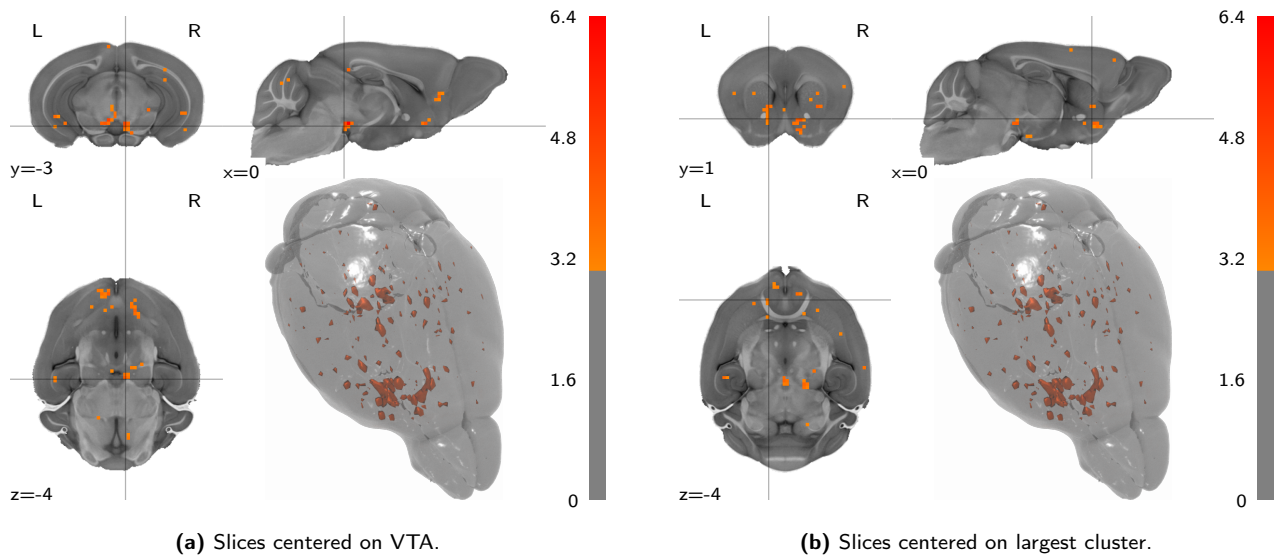 L
R
y=-3
x=0
L
R
z=-4
6.4
4.8
3.2
1.6
0
(a) Slices centered on VTA.
L
R
y=1
x=0
L
R
z=-4
6.4
4.8
3.2
1.6
0
(b) Slices centered on largest cluster.